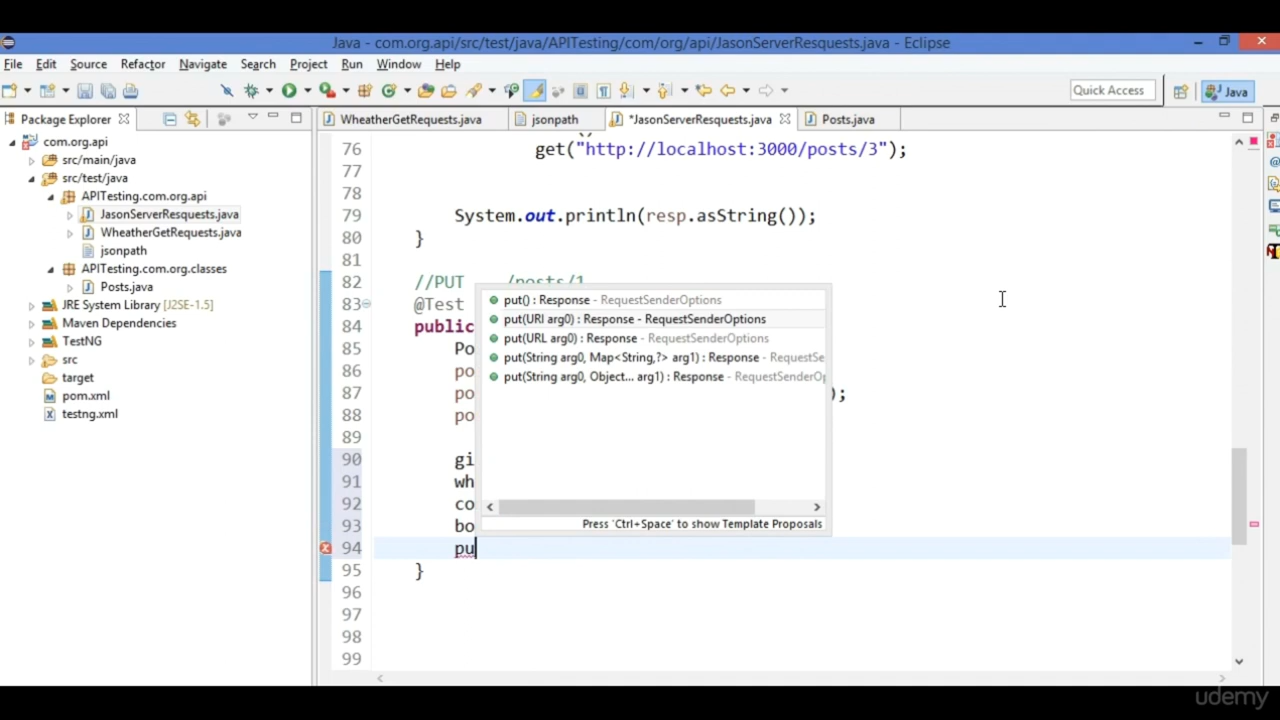 Java - com.org.api/src/test/java/APITesting/com/org/api/JasonServerResquests.java - Eclipse
File Edit Source Refactor Navigate Search Project Run Window Help
Quick Access Java
Package Explorer WheatherGetRequests.java jsonpath *JasonServerResquests.java Posts.java
com.org.api
src/main/java
src/test/java
APITesting.com.org.api
JasonServerResquests.java
WheatherGetRequests.java
jsonpath
APITesting.com.org.classes
Posts.java
JRE System Library [J2SE-1.5]
Maven Dependencies
TestNG
src
target
pom.xml
testng.xml
76 get("http://localhost:3000/posts/3");
77
78
79 System.out.println(resp.asString());
80 }
81
82 //PUT /posts/1
83 @Test
84 public
85 Po
86 po
87 po );
88 po
89
90 gi
91 wh
92 co
93 bo
94 pu
95 }
96
97
98
99
put() : Response - RequestSenderOptions
put(URI arg0) : Response - RequestSenderOptions
put(URL arg0) : Response - RequestSenderOptions
put(String arg0, Map<String,?> arg1) : Response - RequestSe
put(String arg0, Object... arg1) : Response - RequestSenderOp
Press 'Ctrl+Space' to show Template Proposals
udemy